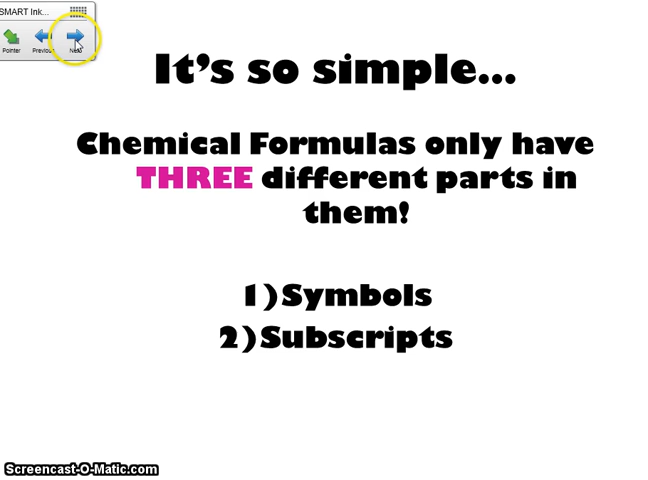 SMART Ink...
Pointer Previous Next
It's so simple...
Chemical Formulas only have
THREE different parts in
them!
1)Symbols
2)Subscripts
Screencast-O-Matic.com